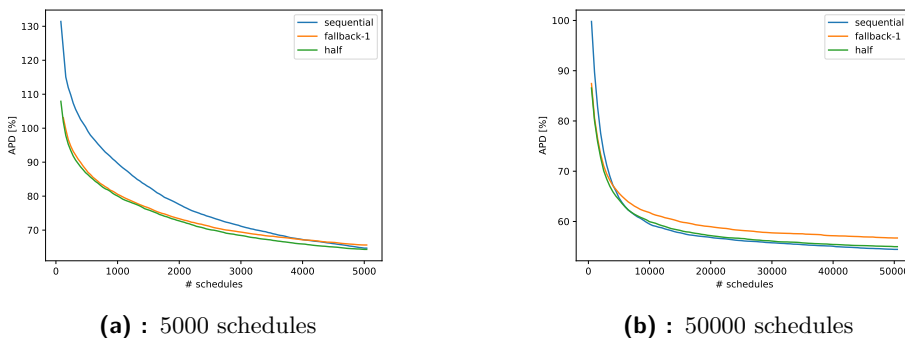 130
120
110
100
90
80
70
APD [%]
0
1000
2000
3000
4000
5000
# schedules
sequential
fallback-1
half
(a) : 5000 schedules
100
90
80
70
60
APD [%]
0
10000
20000
30000
40000
50000
# schedules
sequential
fallback-1
half
(b) : 50000 schedules